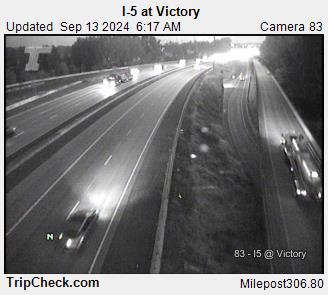 I-5 at Victory
Updated  Sep 13 2024  6:17 AM
Camera 83
N
83 - I5 @ Victory
TripCheck.com
Milepost306.80